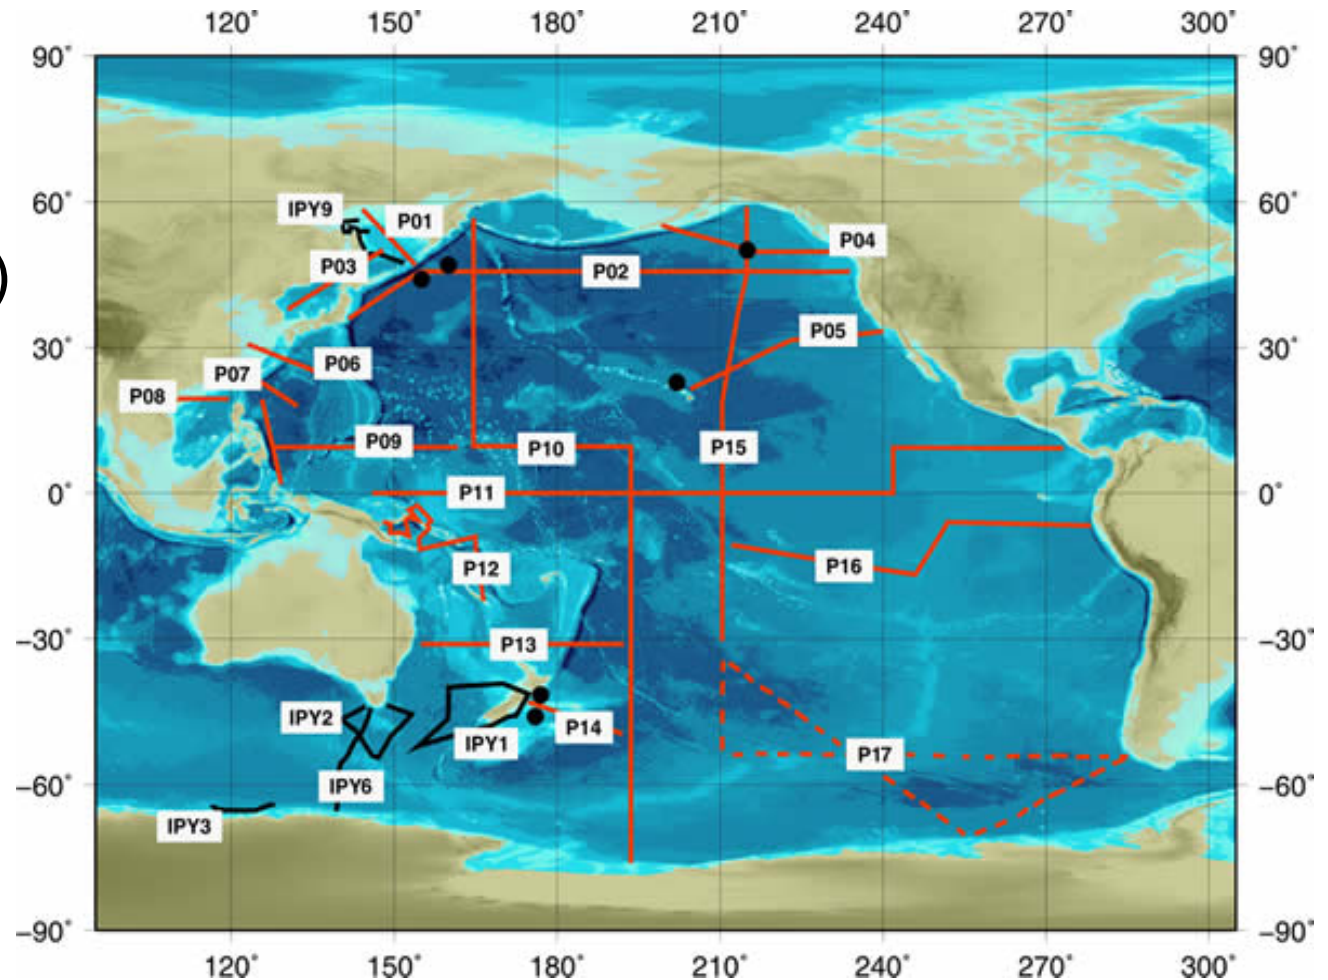 120° 150° 180° 210° 240° 270° 300°
90° 90°
60° 60°
IPY9 P01
P04
)
P03 P02
P05
30° 30°
P06
P07
P08
P09 P10 P15
0° P11 0°
P12 P16
−30° P13 −30°
IPY2 P14
IPY1 P17
−60° IPY6 −60°
IPY3
−90° −90°
120° 150° 180° 210° 240° 270° 300°